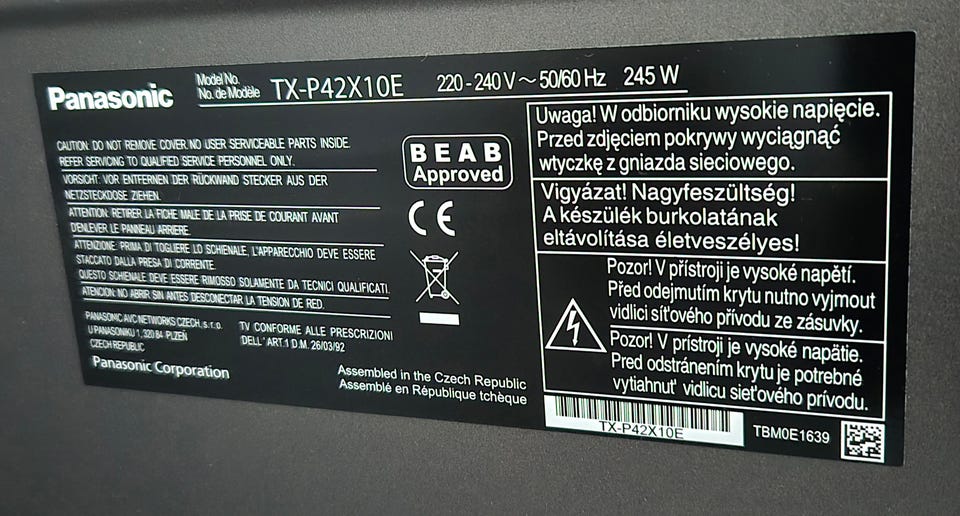 Panasonic
Model No.
No. de Modèle
TX-P42X10E
220 - 240 V ~ 50/60 Hz 245 W
CAUTION: DO NOT REMOVE COVER. NO USER SERVICEABLE PARTS INSIDE.
REFER SERVICING TO QUALIFIED SERVICE PERSONNEL ONLY.
VORSICHT: VOR ENTFERNEN DER RÜCKWAND STECKER AUS DER
NETZSTECKDOSE ZIEHEN.
ATTENTION: RETIRER LA FICHE MALE DE LA PRISE DE COURANT AVANT
D'ENLEVER LE PANNEAU ARRIERE.
ATTENZIONE: PRIMA DI TOGLIERE LO SCHIENALE, L'APPARECCHIO DEVE ESSERE
STACCATO DALLA PRESA DI CORRENTE.
QUESTO SCHIENALE DEVE ESSERE RIMOSSO SOLAMENTE DA TECNICI QUALIFICATI.
ATENCION: NO ABRIR SIN ANTES DESCONECTAR LA TENSION DE RED.
PANASONIC AVC NETWORKS CZECH, s.r.o.
U PANASONIKU 1, 320 84 PLZEŇ
CZECH REPUBLIC
Panasonic Corporation
TV CONFORME ALLE PRESCRIZIONI
DELL' ART.1 D.M. 26/03/92
Assembled in the Czech Republic
Assemblé en République tchèque
BEAB
Approved
CE
Uwaga! W odbiorniku wysokie napięcie.
Przed zdjęciem pokrywy wyciągnąć
wtyczkę z gniazda sieciowego.
Vigyázat! Nagyfeszültség!
A készülék burkolatának
eltávolítása életveszélyes!
Pozor! V přístroji je vysoké napětí.
Před odejmutím krytu nutno vyjmout
vidlici síťového přívodu ze zásuvky.
Pozor! V prístroji je vysoké napätie.
Pred odstránením krytu je potrebné
vytiahnuť vidlicu sieťového prívodu.
TX-P42X10E
TBM0E1639